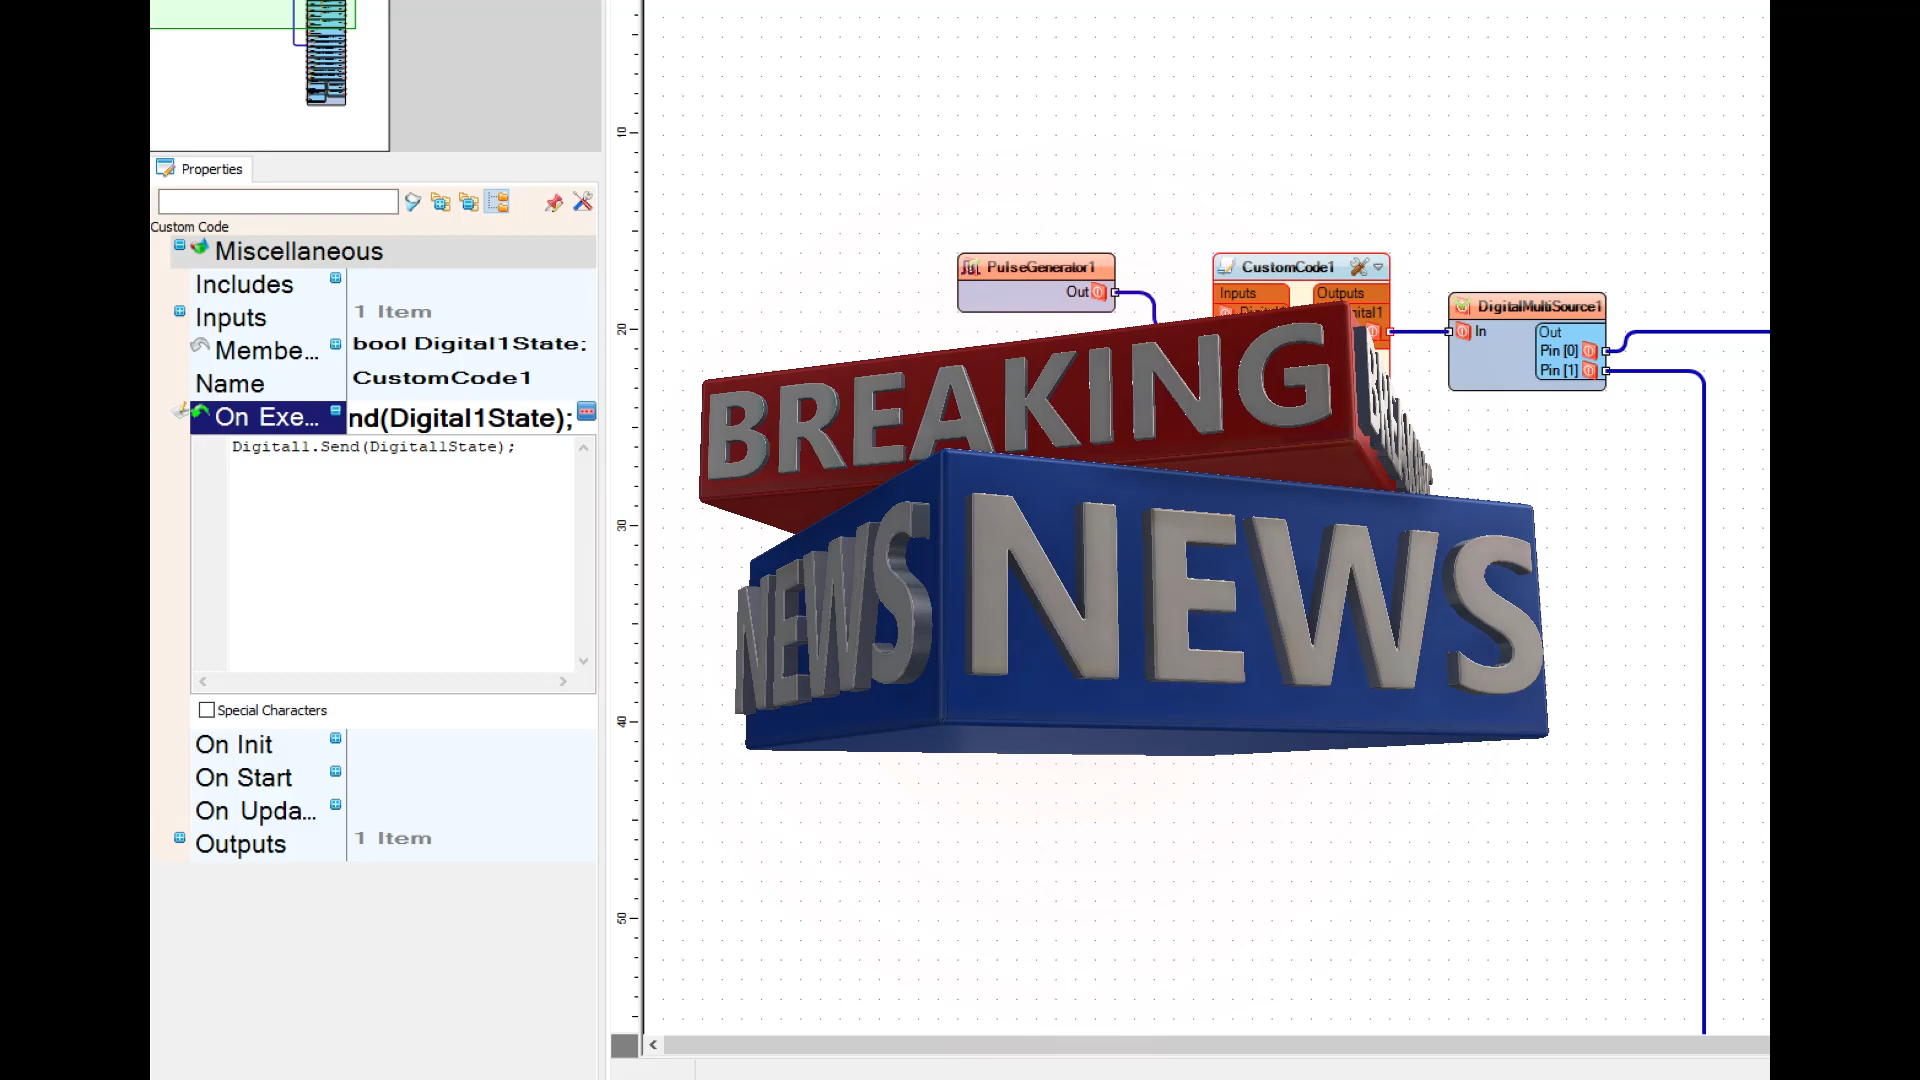 Properties
Custom Code
Miscellaneous
Includes
Inputs 1 Item
Membe... bool Digital1State;
Name CustomCode1
On Exe... nd(Digital1State);
Digital1.Send(Digital1State);
Special Characters
On Init
On Start
On Upda...
Outputs 1 Item
10
20
30
40
50
PulseGenerator1
Out
CustomCode1
Inputs Outputs
DigitalMultiSource1
In Out
Pin [0]
Pin [1]
BREAKING
NEWS
NEWS